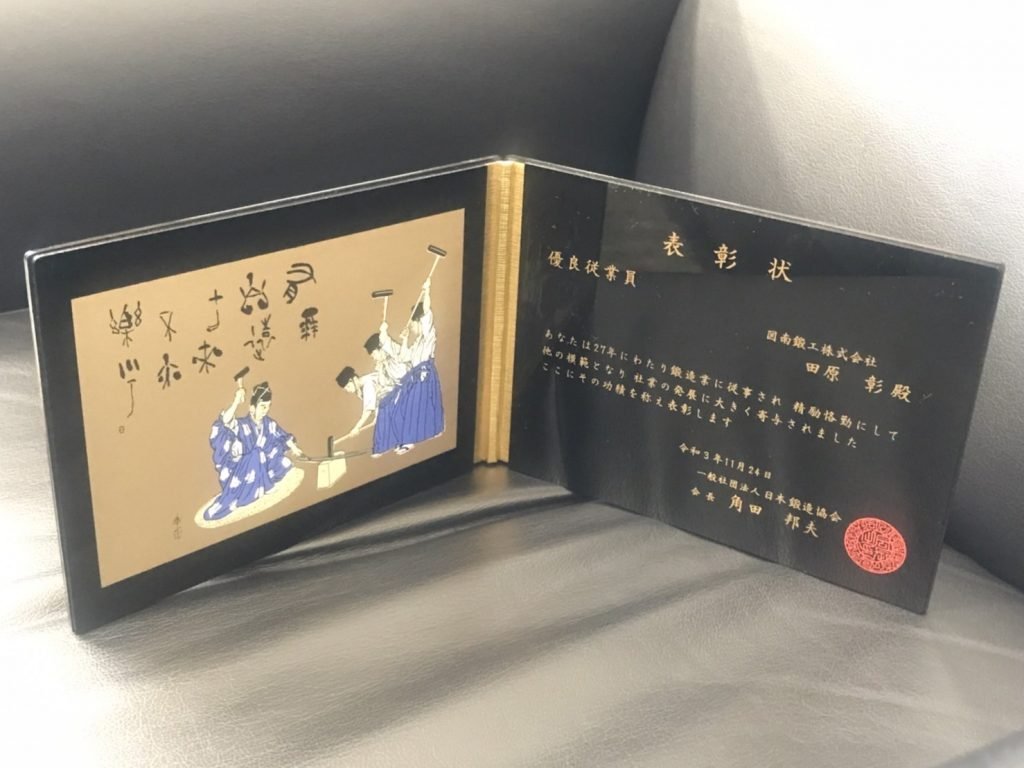 表彰状
優良従業員
図南鍛工株式会社
田原 彰 殿
あなたは27年にわたり鍛造業に従事され 精励恪勤にして
他の模範となり 社業の発展に大きく寄与されました
ここにその功績を称え表彰します
令和3年11月24日
一般社団法人 日本鍛造協会
会長 角田 邦夫